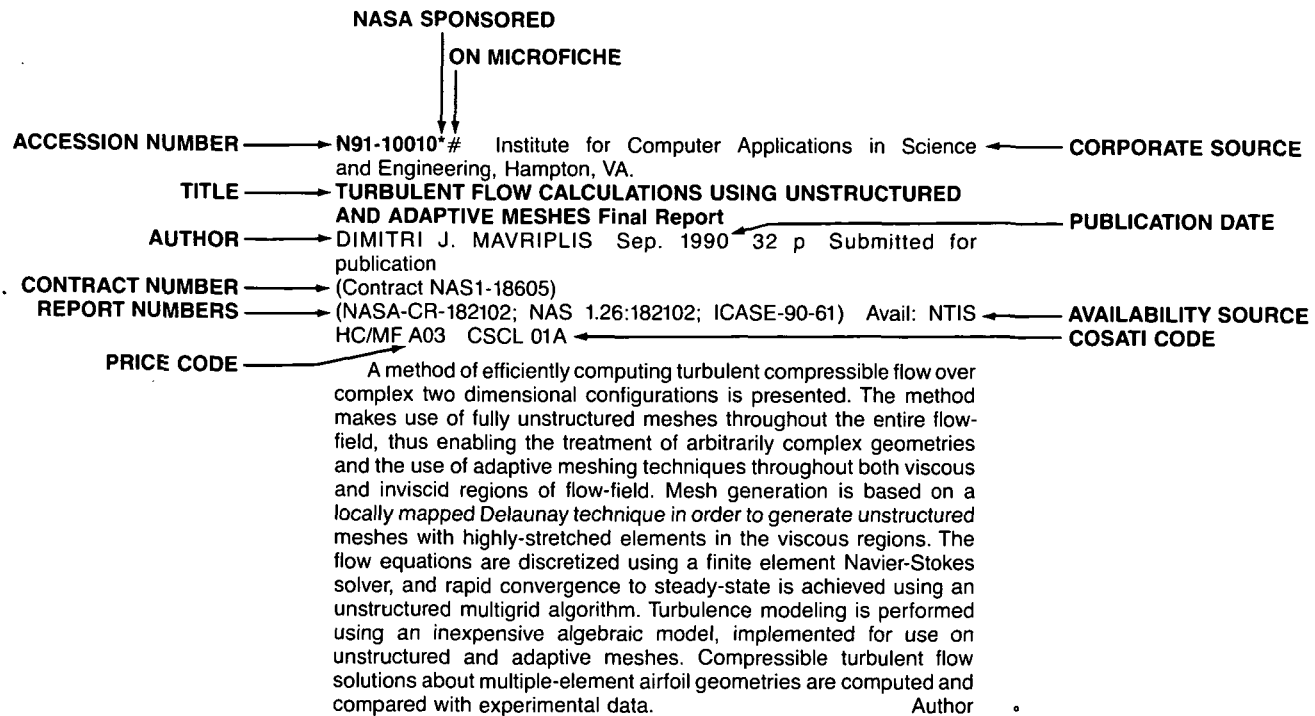 NASA SPONSORED
ON MICROFICHE
ACCESSION NUMBER N91-10010*# Institute for Computer Applications in Science CORPORATE SOURCE
and Engineering, Hampton, VA.
TITLE TURBULENT FLOW CALCULATIONS USING UNSTRUCTURED
AND ADAPTIVE MESHES Final Report
PUBLICATION DATE
AUTHOR DIMITRI J. MAVRIPLIS Sep. 1990 32 p Submitted for
publication
CONTRACT NUMBER (Contract NAS1-18605)
REPORT NUMBERS (NASA-CR-182102; NAS 1.26:182102; ICASE-90-61) Avail: NTIS AVAILABILITY SOURCE
HC/MF A03 CSCL 01A COSATI CODE
PRICE CODE
A method of efficiently computing turbulent compressible flow over
complex two dimensional configurations is presented. The method
makes use of fully unstructured meshes throughout the entire flow-
field, thus enabling the treatment of arbitrarily complex geometries
and the use of adaptive meshing techniques throughout both viscous
and inviscid regions of flow-field. Mesh generation is based on a
locally mapped Delaunay technique in order to generate unstructured
meshes with highly-stretched elements in the viscous regions. The
flow equations are discretized using a finite element Navier-Stokes
solver, and rapid convergence to steady-state is achieved using an
unstructured multigrid algorithm. Turbulence modeling is performed
using an inexpensive algebraic model, implemented for use on
unstructured and adaptive meshes. Compressible turbulent flow
solutions about multiple-element airfoil geometries are computed and
compared with experimental data. Author